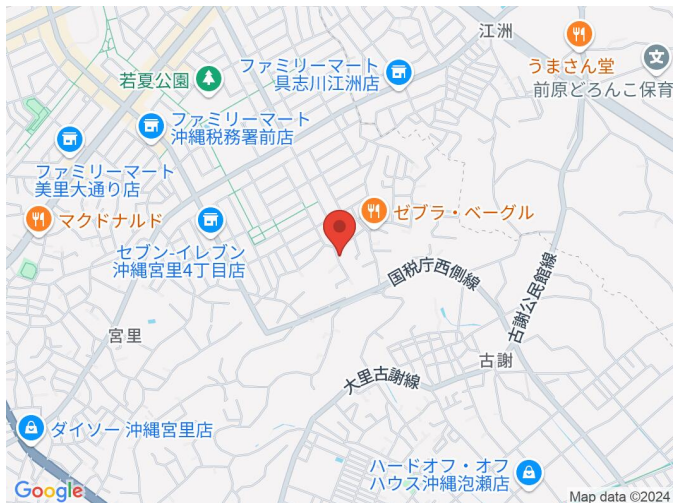 江洲
うまさん堂
前原どろんこ保育
ファミリーマート
具志川江洲店
若夏公園
ファミリーマート
沖縄税務署前店
ファミリーマート
美里大通り店
マクドナルド
ゼブラ・ベーグル
セブン-イレブン
沖縄宮里4丁目店
国税庁西側線
古謝公民館線
宮里
古謝
大里古謝線
ダイソー 沖縄宮里店
ハードオフ・オフ
ハウス沖縄泡瀬店
Google
Map data ©2024